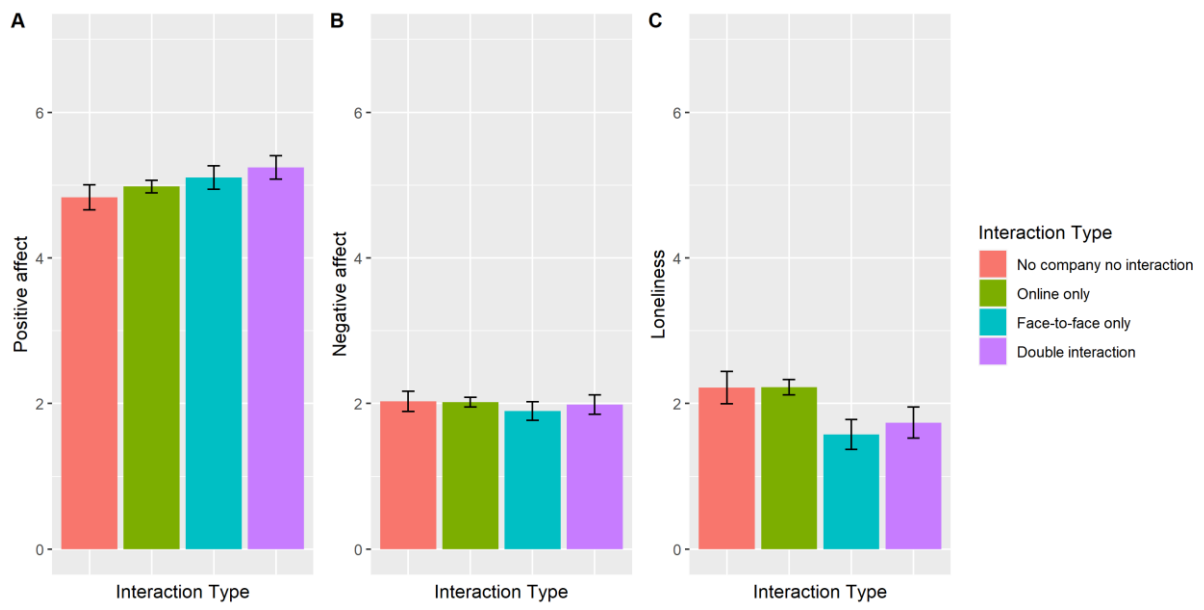 A
B
C
6
4
2
0
Positive affect
Interaction Type
6
4
2
0
Negative affect
Interaction Type
6
4
2
0
Loneliness
Interaction Type
Interaction Type
No company no interaction
Online only
Face-to-face only
Double interaction